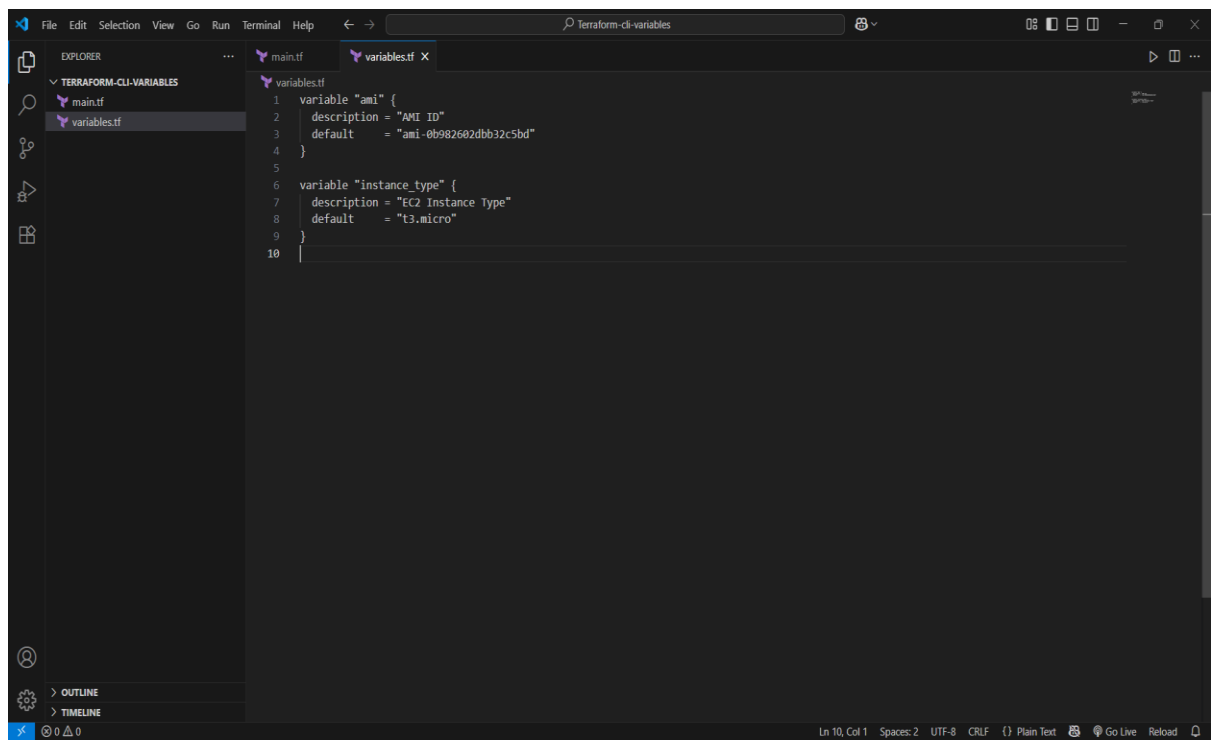 File Edit Selection View Go Run Terminal Help
Terraform-cli-variables
EXPLORER
TERRAFORM-CLI-VARIABLES
main.tf
variables.tf
OUTLINE
TIMELINE
main.tf variables.tf
variables.tf
1 variable "ami" {
2 description = "AMI ID"
3 default = "ami-0b982602dbb32c5bd"
4 }
5
6 variable "instance_type" {
7 description = "EC2 Instance Type"
8 default = "t3.micro"
9 }
10
0 0 Ln 10, Col 1 Spaces: 2 UTF-8 CRLF {} Plain Text Go Live Reload